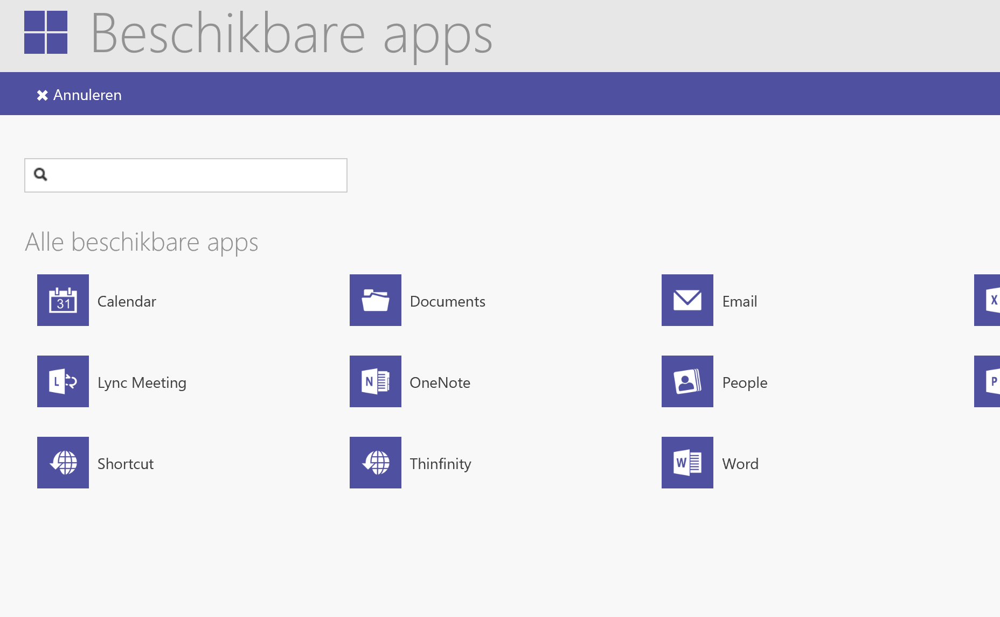 Beschikbare apps
Annuleren
Alle beschikbare apps
31 Calendar
Documents
Email
X
L Lync Meeting
N OneNote
People
P
Shortcut
Thinfinity
W Word